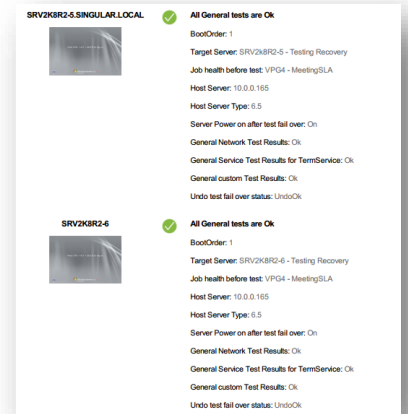 SRV2K8R2-5.SINGULAR.LOCAL
All General tests are Ok
BootOrder: 1
Target Server: SRV2k8R2-5 - Testing Recovery
Job health before test: VPG4 - MeetingSLA
Host Server: 10.0.0.165
Host Server Type: 6.5
Server Power on after test fail over: On
General Network Test Results: Ok
General Service Test Results for TermService: Ok
General custom Test Results: Ok
Undo test fail over status: UndoOk
SRV2K8R2-6
All General tests are Ok
BootOrder: 1
Target Server: SRV2K8R2-6 - Testing Recovery
Job health before test: VPG4 - MeetingSLA
Host Server: 10.0.0.165
Host Server Type: 6.5
Server Power on after test fail over: On
General Network Test Results: Ok
General Service Test Results for TermService: Ok
General custom Test Results: Ok
Undo test fail over status: UndoOk